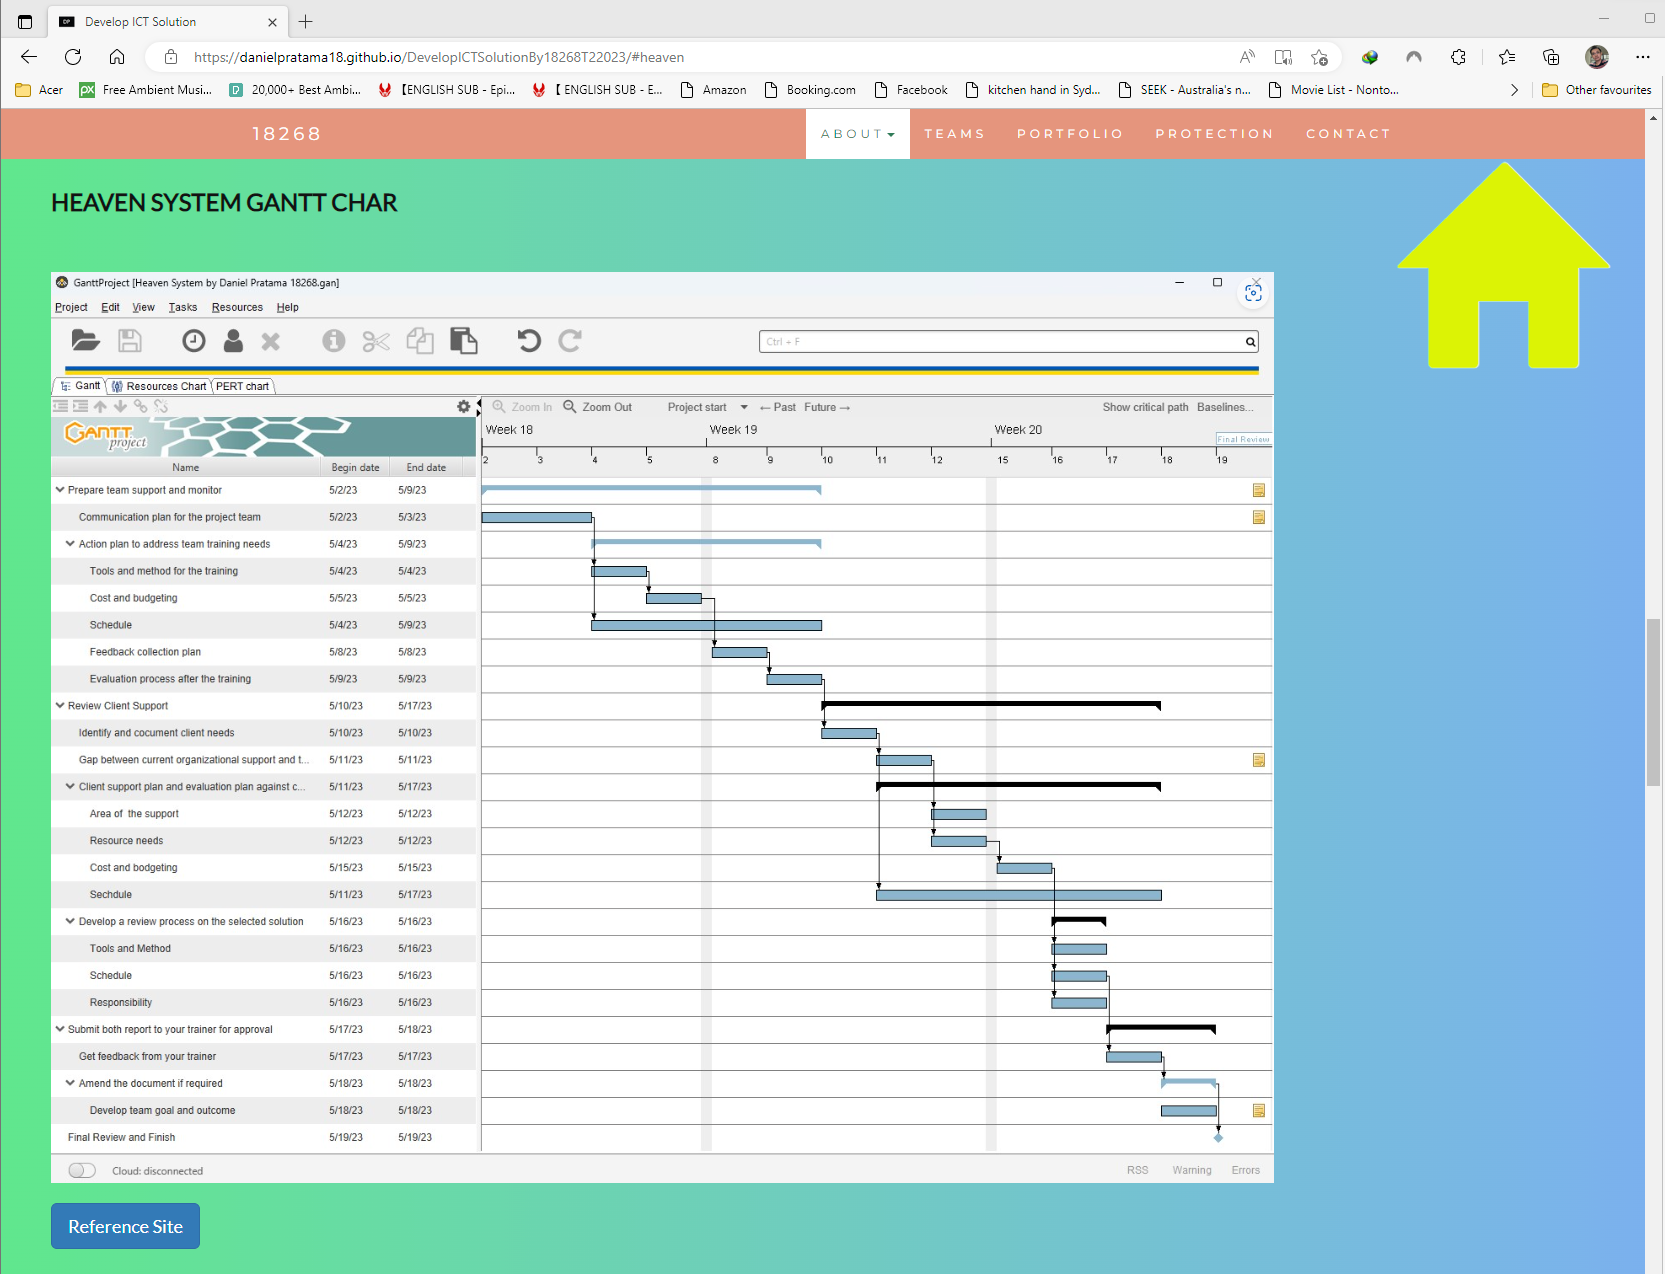 Develop ICT Solution
https://danielpratama18.github.io/DevelopICTSolutionBy18268T22023/#heaven
Acer
Free Ambient Musi...
20,000+ Best Ambi...
【ENGLISH SUB - Epi...
【 ENGLISH SUB - E...
Amazon
Booking.com
Facebook
kitchen hand in Syd...
SEEK - Australia's n...
Movie List - Nonto...
Other favourites
18268
ABOUT
TEAMS
PORTFOLIO
PROTECTION
CONTACT
HEAVEN SYSTEM GANTT CHAR
GanttProject [Heaven System by Daniel Pratama 18268.gan]
Project Edit View Tasks Resources Help
Ctrl + F
Gantt Resources Chart PERT chart
Zoom In Zoom Out Project start ←Past Future→ Show critical path Baselines...
GANTT project
Week 18 Week 19 Week 20
Final Review
Name Begin date End date
2 3 4 5 8 9 10 11 12 15 16 17 18 19
Prepare team support and monitor 5/2/23 5/9/23
Communication plan for the project team 5/2/23 5/3/23
Action plan to address team training needs 5/4/23 5/9/23
Tools and method for the training 5/4/23 5/4/23
Cost and budgeting 5/5/23 5/5/23
Schedule 5/4/23 5/9/23
Feedback collection plan 5/8/23 5/8/23
Evaluation process after the training 5/9/23 5/9/23
Review Client Support 5/10/23 5/17/23
Identify and cocument client needs 5/10/23 5/10/23
Gap between current organizational support and t... 5/11/23 5/11/23
Client support plan and evaluation plan against c... 5/11/23 5/17/23
Area of the support 5/12/23 5/12/23
Resource needs 5/12/23 5/12/23
Cost and bodgeting 5/15/23 5/15/23
Sechdule 5/11/23 5/17/23
Develop a review process on the selected solution 5/16/23 5/16/23
Tools and Method 5/16/23 5/16/23
Schedule 5/16/23 5/16/23
Responsibility 5/16/23 5/16/23
Submit both report to your trainer for approval 5/17/23 5/18/23
Get feedback from your trainer 5/17/23 5/17/23
Amend the document if required 5/18/23 5/18/23
Develop team goal and outcome 5/18/23 5/18/23
Final Review and Finish 5/19/23 5/19/23
Cloud: disconnected
RSS Warning Errors
Reference Site